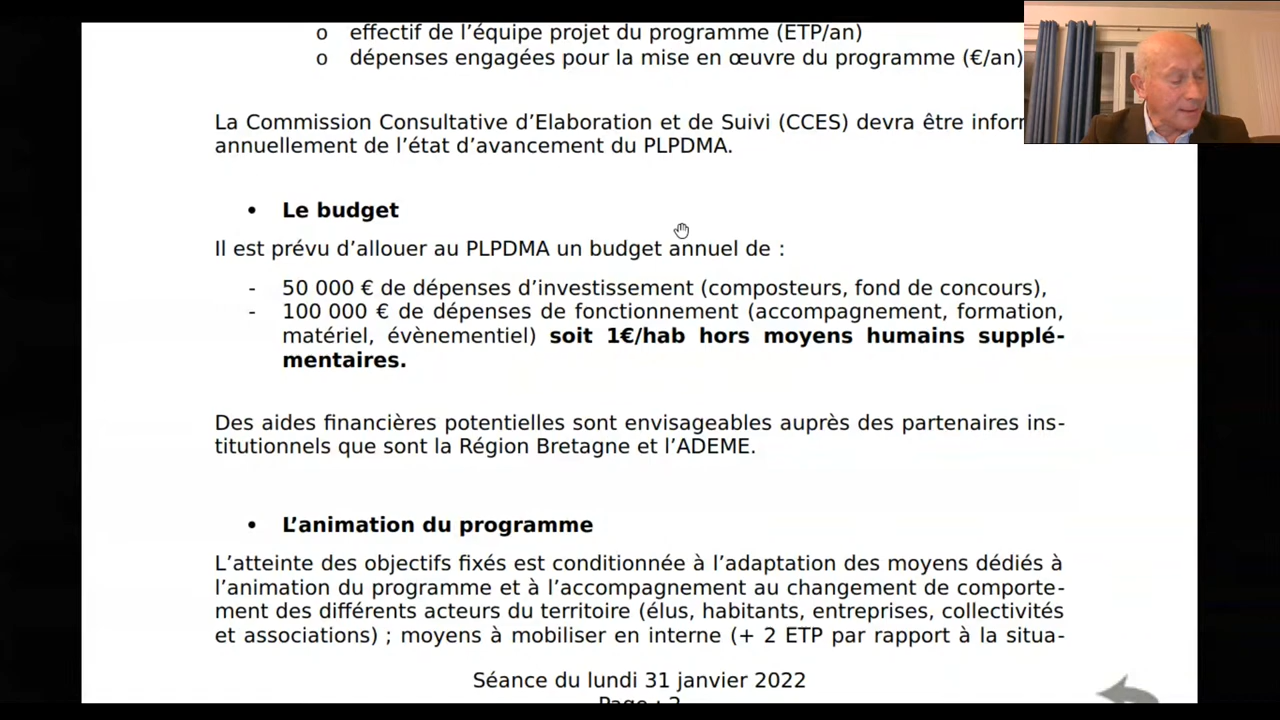 o effectif de l’équipe projet du programme (ETP/an)
o dépenses engagées pour la mise en œuvre du programme (€/an)
La Commission Consultative d’Elaboration et de Suivi (CCES) devra être
annuellement de l’état d’avancement du PLPDMA.
• Le budget
Il est prévu d’allouer au PLPDMA un budget annuel de :
- 50 000 € de dépenses d’investissement (composteurs, fond de concours),
- 100 000 € de dépenses de fonctionnement (accompagnement, formation,
matériel, évènementiel) soit 1€/hab hors moyens humains supplé-
mentaires.
Des aides financières potentielles sont envisageables auprès des partenaires ins-
titutionnels que sont la Région Bretagne et l’ADEME.
• L’animation du programme
L’atteinte des objectifs fixés est conditionnée à l’adaptation des moyens dédiés à
l’animation du programme et à l’accompagnement au changement de comporte-
ment des différents acteurs du territoire (élus, habitants, entreprises, collectivités
et associations) ; moyens à mobiliser en interne (+ 2 ETP par rapport à la situa-
Séance du lundi 31 janvier 2022